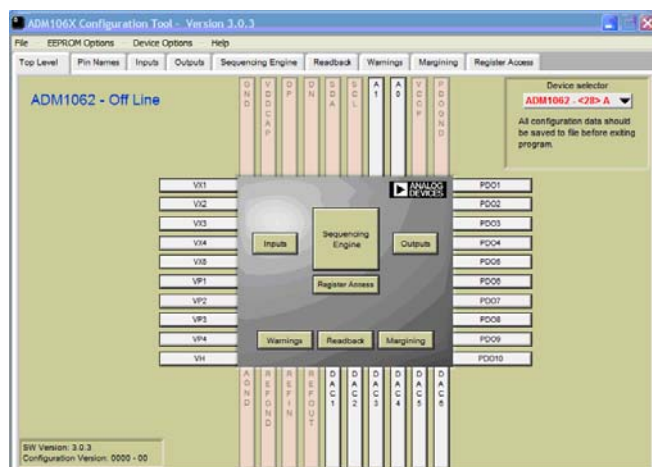 ADM106X Configuration Tool - Version 3.0.3
File EEPROM Options Device Options Help
Top Level Pin Names Inputs Outputs Sequencing Engine Readback Warnings Margining Register Access
ADM1062 - Off Line
GND VDDCAP DP DN SDA SCL A1 A0 VCCP PDOGND
Device selector
ADM1062 - <28> A
All configuration data should
be saved to file before exiting
program.
ANALOG
DEVICES
VX1 PDO1
VX2 PDO2
VX3 PDO3
VX4 PDO4
VX5 PDO5
VP1 PDO6
VP2 PDO7
VP3 PDO8
VP4 PDO9
VH PDO10
Inputs
Sequencing
Engine
Outputs
Register Access
Warnings Readback Margining
AGND REFGND REFIN REFOUT DAC1 DAC2 DAC3 DAC4 DAC5 DAC6
SW Version: 3.0.3
Configuration Version: 0000 - 00